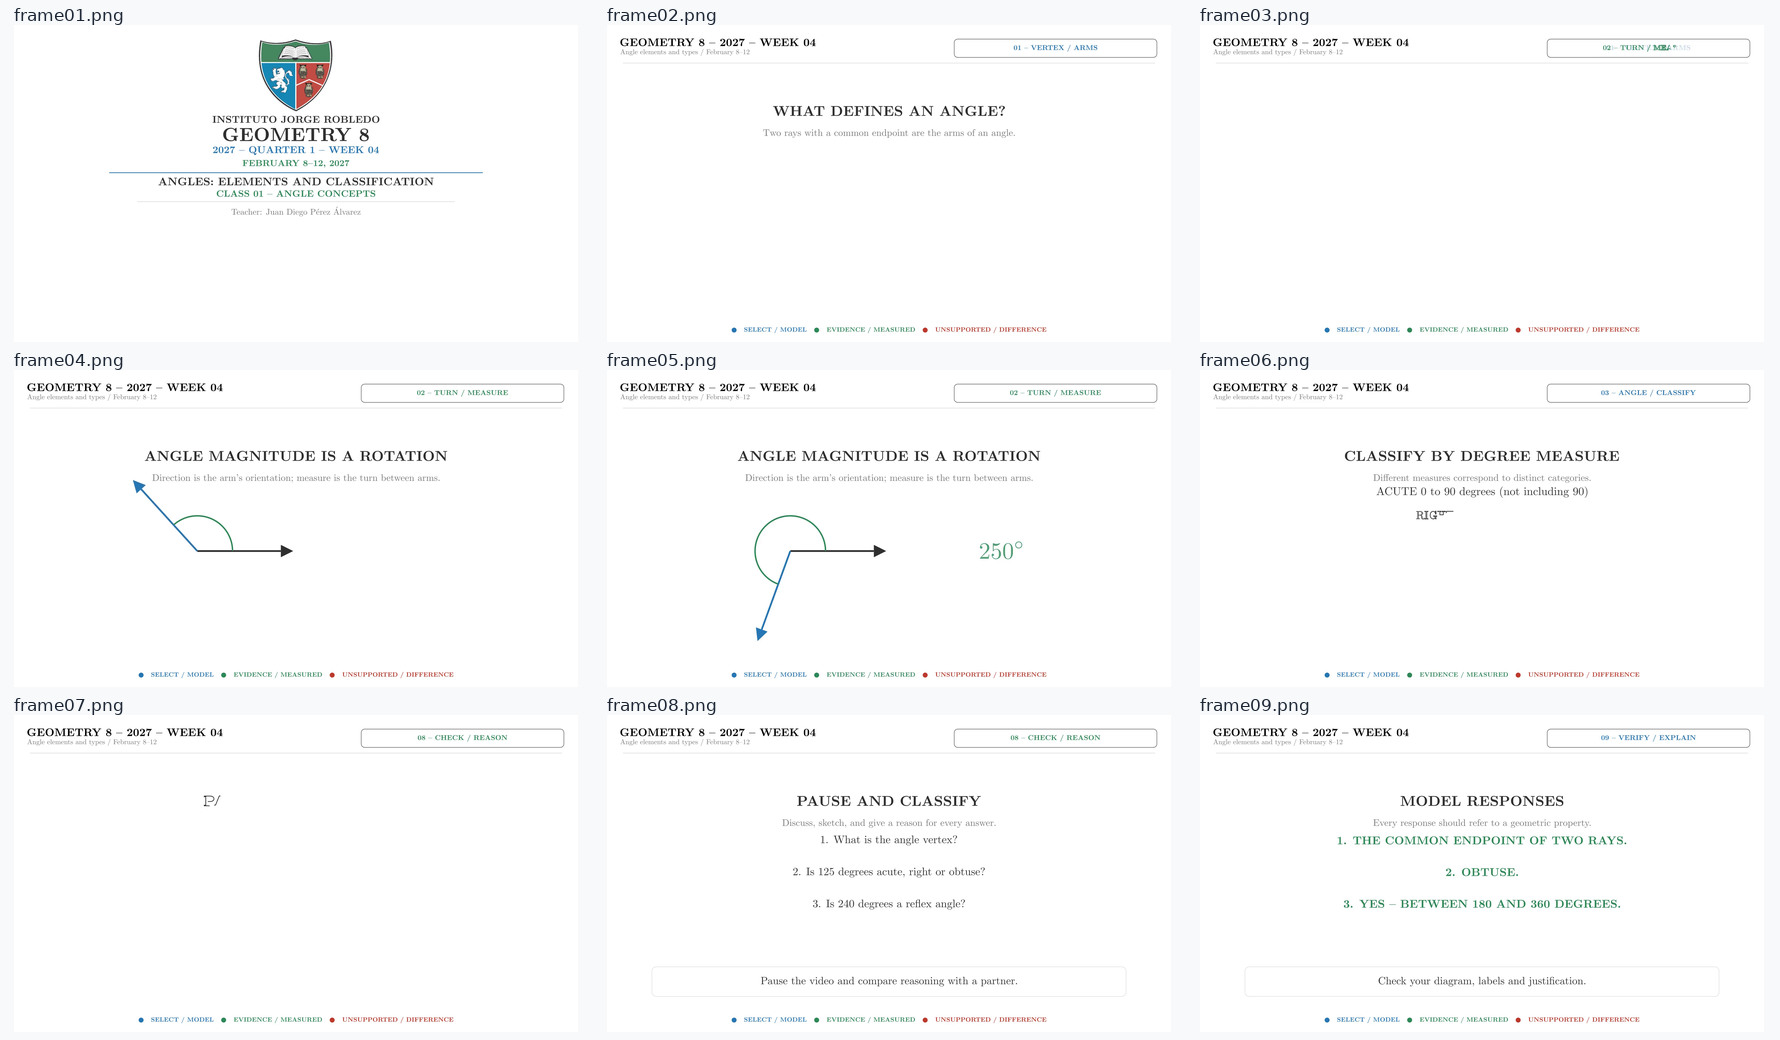 frame01.png
INSTITUTO JORGE ROBLEDO
GEOMETRY 8
2027 – QUARTER 1 – WEEK 04
FEBRUARY 8–12, 2027
ANGLES: ELEMENTS AND CLASSIFICATION
CLASS 01 – ANGLE CONCEPTS
Teacher: Juan Diego Pérez Álvarez
frame02.png
GEOMETRY 8 – 2027 – WEEK 04
Angle elements and types / February 8–12
01 – VERTEX / ARMS
WHAT DEFINES AN ANGLE?
Two rays with a common endpoint are the arms of an angle.
SELECT / MODEL EVIDENCE / MEASURED UNSUPPORTED / DIFFERENCE
frame03.png
GEOMETRY 8 – 2027 – WEEK 04
Angle elements and types / February 8–12
02 – TURN /
SELECT / MODEL EVIDENCE / MEASURED UNSUPPORTED / DIFFERENCE
frame04.png
GEOMETRY 8 – 2027 – WEEK 04
Angle elements and types / February 8–12
02 – TURN / MEASURE
ANGLE MAGNITUDE IS A ROTATION
Direction is the arm's orientation; measure is the turn between arms.
SELECT / MODEL EVIDENCE / MEASURED UNSUPPORTED / DIFFERENCE
frame05.png
GEOMETRY 8 – 2027 – WEEK 04
Angle elements and types / February 8–12
02 – TURN / MEASURE
ANGLE MAGNITUDE IS A ROTATION
Direction is the arm's orientation; measure is the turn between arms.
250°
SELECT / MODEL EVIDENCE / MEASURED UNSUPPORTED / DIFFERENCE
frame06.png
GEOMETRY 8 – 2027 – WEEK 04
Angle elements and types / February 8–12
03 – ANGLE / CLASSIFY
CLASSIFY BY DEGREE MEASURE
Different measures correspond to distinct categories.
ACUTE 0 to 90 degrees (not including 90)
RIG
SELECT / MODEL EVIDENCE / MEASURED UNSUPPORTED / DIFFERENCE
frame07.png
GEOMETRY 8 – 2027 – WEEK 04
Angle elements and types / February 8–12
08 – CHECK / REASON
P
SELECT / MODEL EVIDENCE / MEASURED UNSUPPORTED / DIFFERENCE
frame08.png
GEOMETRY 8 – 2027 – WEEK 04
Angle elements and types / February 8–12
08 – CHECK / REASON
PAUSE AND CLASSIFY
Discuss, sketch, and give a reason for every answer.
1. What is the angle vertex?
2. Is 125 degrees acute, right or obtuse?
3. Is 240 degrees a reflex angle?
Pause the video and compare reasoning with a partner.
SELECT / MODEL EVIDENCE / MEASURED UNSUPPORTED / DIFFERENCE
frame09.png
GEOMETRY 8 – 2027 – WEEK 04
Angle elements and types / February 8–12
09 – VERIFY / EXPLAIN
MODEL RESPONSES
Every response should refer to a geometric property.
1. THE COMMON ENDPOINT OF TWO RAYS.
2. OBTUSE.
3. YES – BETWEEN 180 AND 360 DEGREES.
Check your diagram, labels and justification.
SELECT / MODEL EVIDENCE / MEASURED UNSUPPORTED / DIFFERENCE